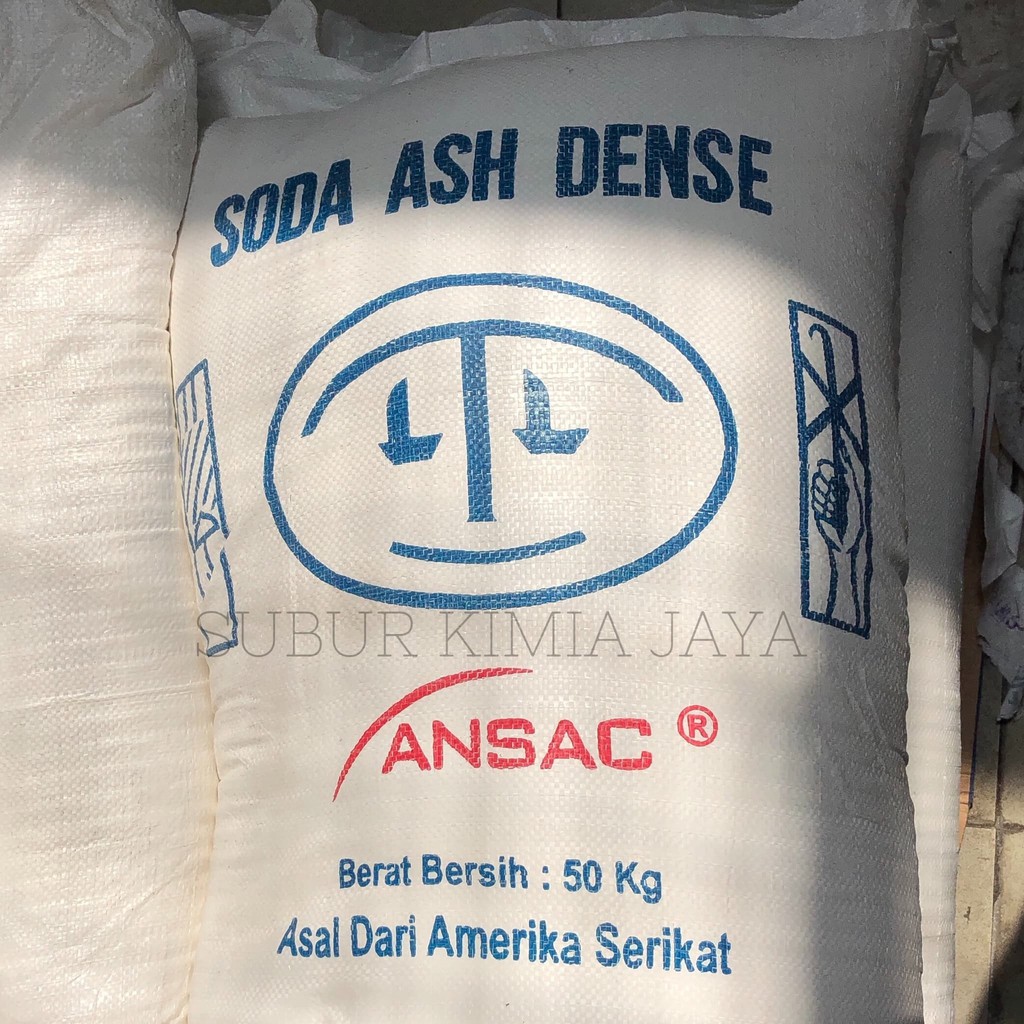 SODA ASH DENSE
SUBUR KIMIA JAYA
ANSAC ®
Berat Bersih : 50 Kg
Asal Dari Amerika Serikat